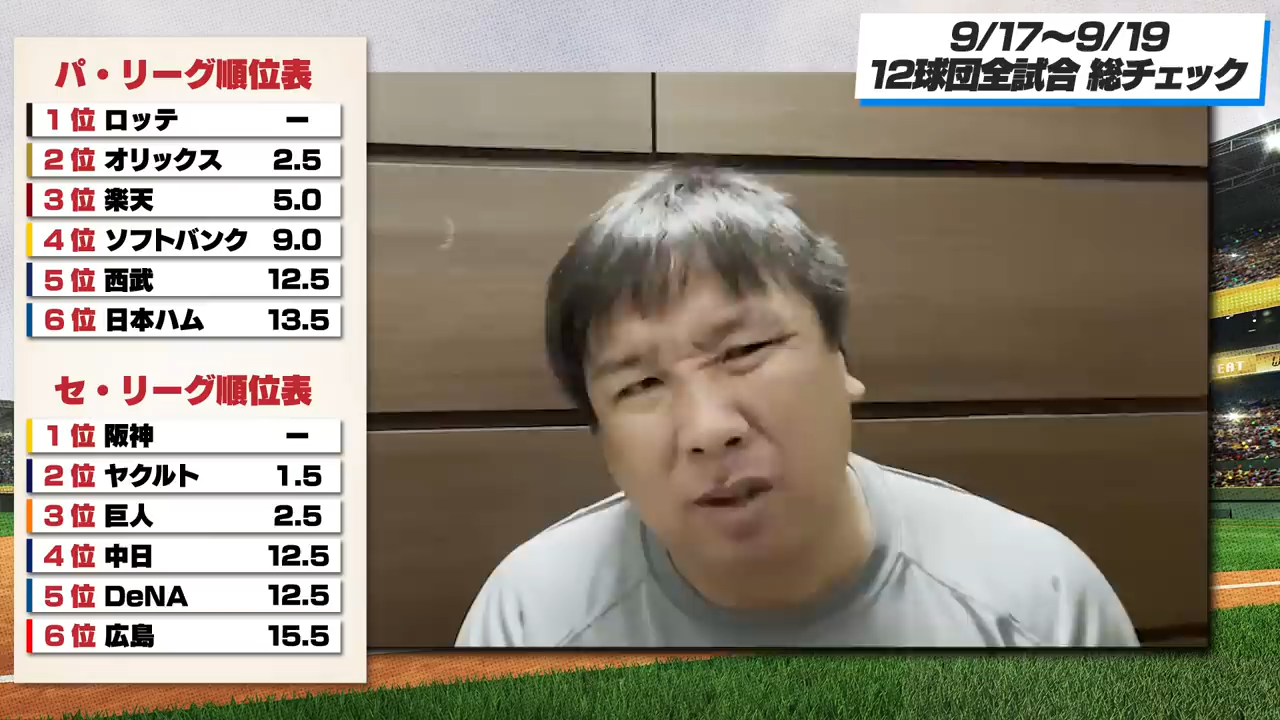 9/17〜9/19
12球団全試合 総チェック
パ・リーグ順位表
1位 ロッテ ー
2位 オリックス 2.5
3位 楽天 5.0
4位 ソフトバンク 9.0
5位 西武 12.5
6位 日本ハム 13.5
セ・リーグ順位表
1位 阪神 ー
2位 ヤクルト 1.5
3位 巨人 2.5
4位 中日 12.5
5位 DeNA 12.5
6位 広島 15.5